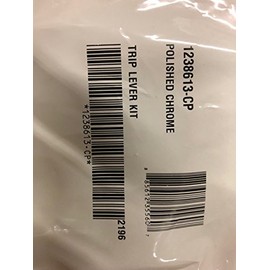 1238613-CP
POLISHED CHROME
TRIP LEVER KIT
*1238613-CP*
2196